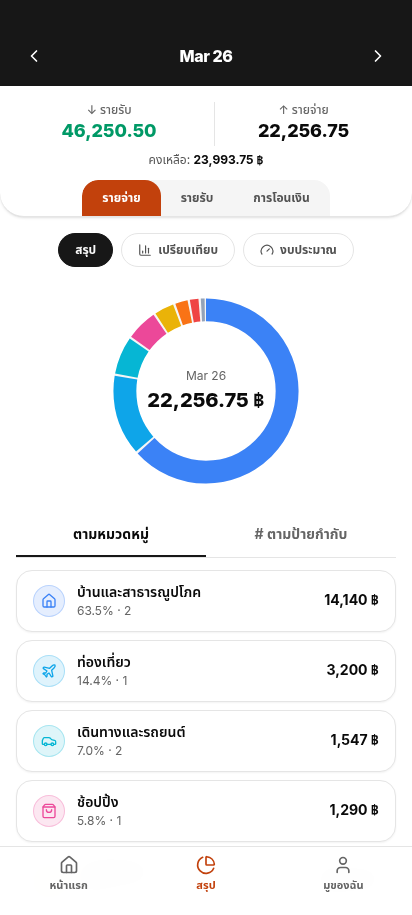 Mar 26
รายรับ
46,250.50
รายจ่าย
22,256.75
คงเหลือ: 23,993.75 ฿
รายจ่าย
รายรับ
การโอนเงิน
สรุป
เปรียบเทียบ
งบประมาณ
Mar 26
22,256.75 ฿
ตามหมวดหมู่
# ตามป้ายกำกับ
บ้านและสาธารณูปโภค
14,140 ฿
63.5% · 2
ท่องเที่ยว
3,200 ฿
14.4% · 1
เดินทางและรถยนต์
1,547 ฿
7.0% · 2
ช้อปปิ้ง
1,290 ฿
5.8% · 1
หน้าแรก
สรุป
มูของฉัน